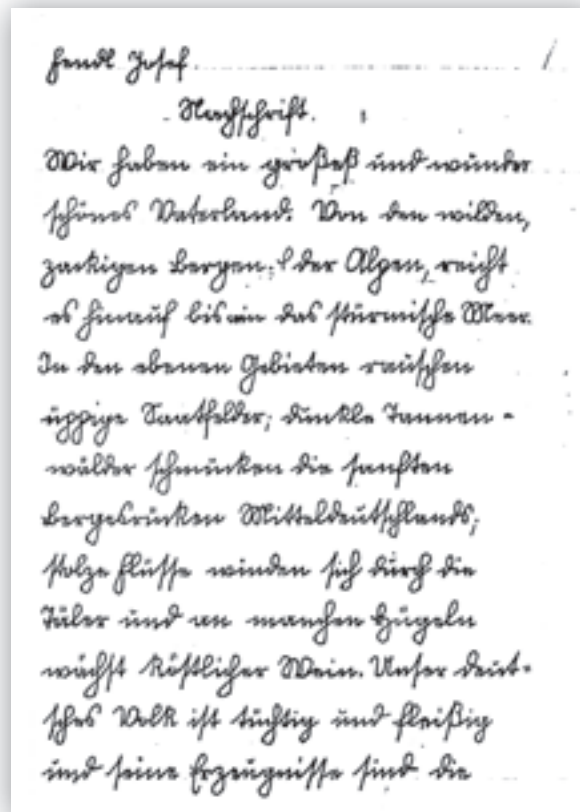 Hendl Josef.
Nachschrift.
Wir haben ein großeß und wunder
schönes Vaterland. Von den wilden,
zackigen Bergen der Alpen, reicht
es hinauf bis an das stürmische Meer.
In den ebenen Gebieten rauschen
üppige Saatfelder; dunkle Tannen-
wälder schmücken die sanften
Bergesrücken Mitteldeutschlands;
stolze Flüsse winden sich durch die
Täler und an manchen Hügeln
wächst köstlicher Wein. Unser deut-
sches Volk ist tüchtig und fleißig
und seine Erzeugnisse sind die